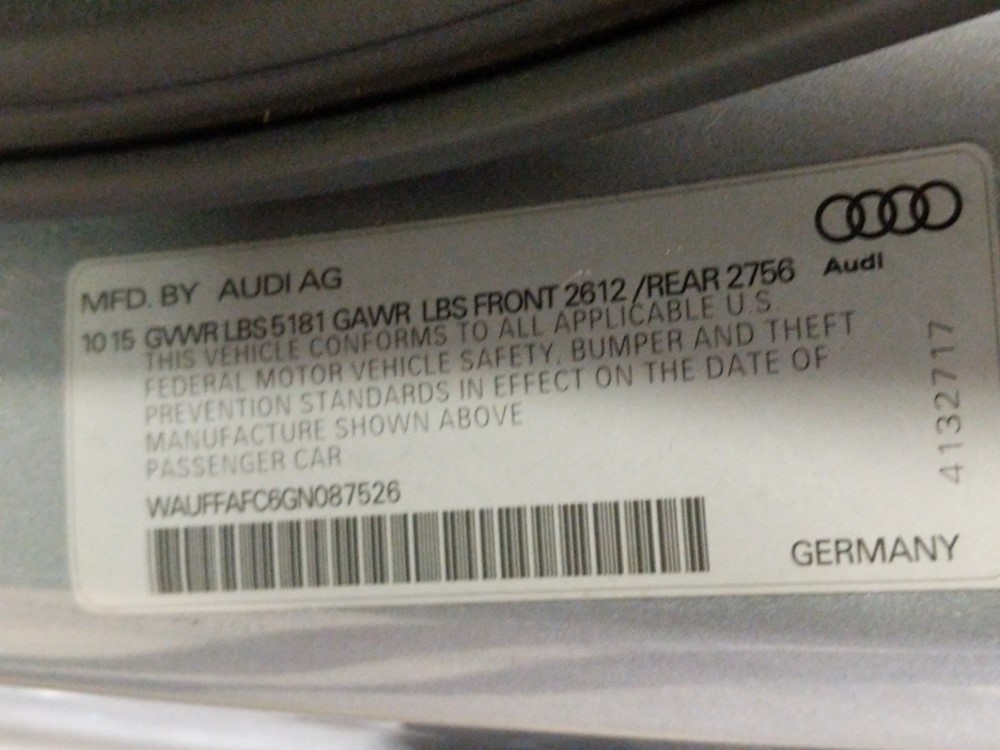 MFD. BY AUDI AG
10 15 GVWR LBS 5181 GAWR LBS FRONT 2612 /REAR 2756
THIS VEHICLE CONFORMS TO ALL APPLICABLE U.S
FEDERAL MOTOR VEHICLE SAFETY, BUMPER AND THEFT
PREVENTION STANDARDS IN EFFECT ON THE DATE OF
MANUFACTURE SHOWN ABOVE
PASSENGER CAR
WAUFFAFC6GN087526
Audi
4132717
GERMANY